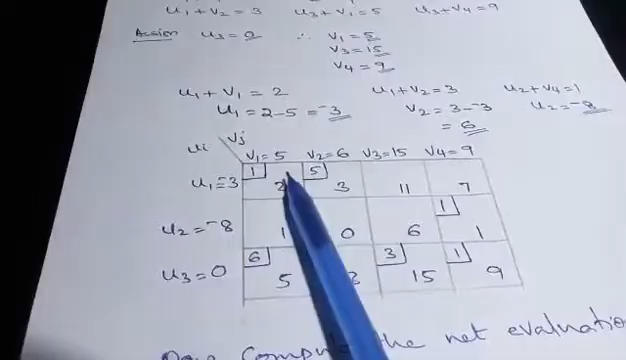 u₁+v₂=3 u₃+v₁=5 u₃+v₄=9
Assign u₃=0 ∴ v₁=5
v₃=15
v₄=9
u₁+v₁=2 u₁+v₂=3 u₂+v₄=1
u₁=2-5=⁻3 v₂=3-⁻3 u₂=⁻8
=6
ui vj
v₁=5 v₂=6 v₃=15 v₄=9
1 5
u₁=⁻3 2 3 11 7
1
u₂=⁻8 1 0 6 1
6 3 1
u₃=0 5 15 9
Compute the net evaluation